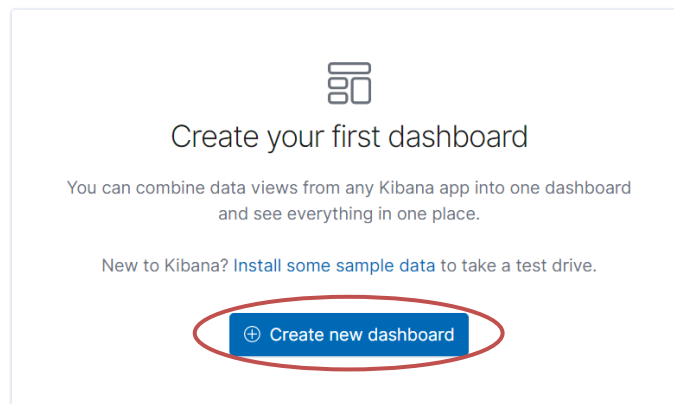 Create your first dashboard
You can combine data views from any Kibana app into one dashboard
and see everything in one place.
New to Kibana? Install some sample data to take a test drive.
Create new dashboard